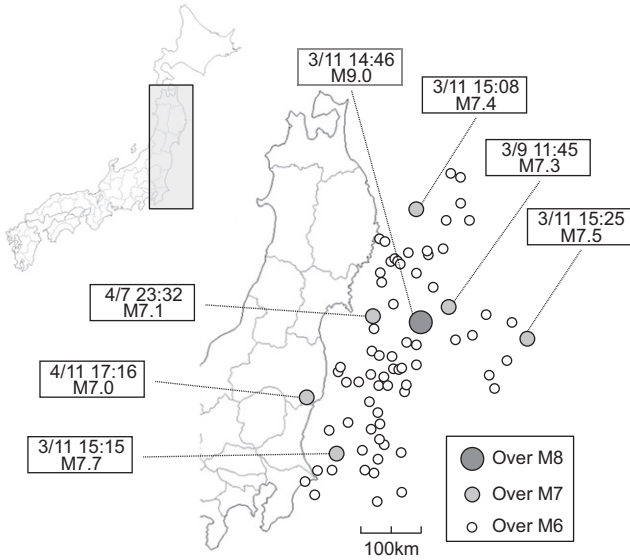 3/11 14:46
M9.0
3/11 15:08
M7.4
3/9 11:45
M7.3
3/11 15:25
M7.5
4/7 23:32
M7.1
4/11 17:16
M7.0
3/11 15:15
M7.7
Over M8
Over M7
Over M6
100km